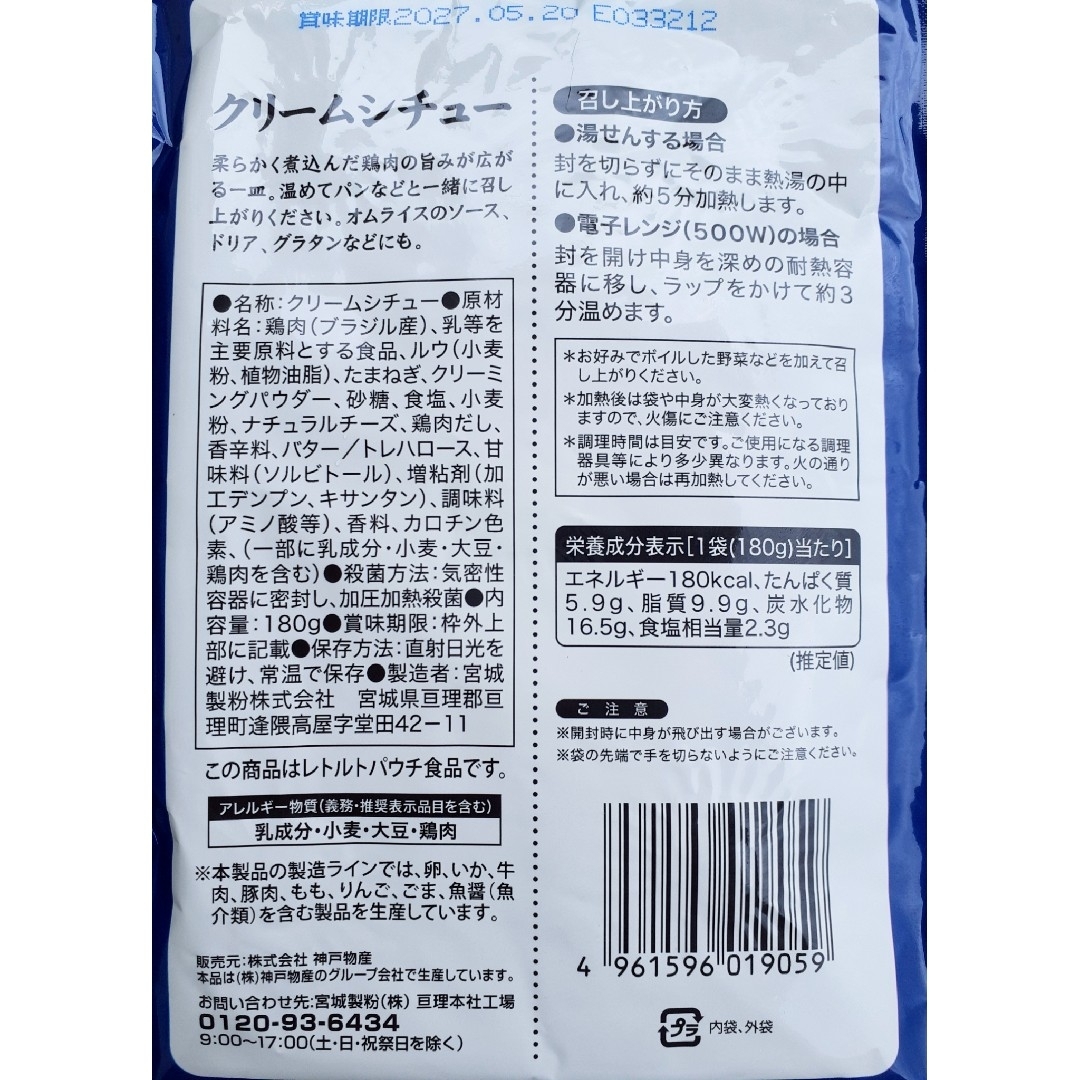 賞味期限2027.05.20 E033212
クリームシチュー
柔らかく煮込んだ鶏肉の旨みが広が
る一皿。温めてパンなどと一緒に召し
上がりください。オムライスのソース、
ドリア、グラタンなどにも。
●名称：クリームシチュー●原材
料名：鶏肉（ブラジル産）、乳等を
主要原料とする食品、ルウ（小麦
粉、植物油脂）、たまねぎ、クリーミ
ングパウダー、砂糖、食塩、小麦
粉、ナチュラルチーズ、鶏肉だし、
香辛料、バター／トレハロース、甘
味料（ソルビトール）、増粘剤（加
工デンプン、キサンタン）、調味料
（アミノ酸等）、香料、カロチン色
素、（一部に乳成分・小麦・大豆・
鶏肉を含む）●殺菌方法：気密性
容器に密封し、加圧加熱殺菌●内
容量：180g●賞味期限：枠外上
部に記載●保存方法：直射日光を
避け、常温で保存●製造者：宮城
製粉株式会社　宮城県亘理郡亘
理町逢隈高屋字堂田42−11
この商品はレトルトパウチ食品です。
アレルギー物質（義務・推奨表示品目を含む）
乳成分・小麦・大豆・鶏肉
※本製品の製造ラインでは、卵、いか、牛
肉、豚肉、もも、りんご、ごま、魚醤（魚
介類）を含む製品を生産しています。
販売元：株式会社 神戸物産
本品は（株）神戸物産のグループ会社で生産しています。
お問い合わせ先：宮城製粉（株） 亘理本社工場
0120-93-6434
9:00〜17:00（土・日・祝祭日を除く）
召し上がり方
●湯せんする場合
封を切らずにそのまま熱湯の中
に入れ、約5分加熱します。
●電子レンジ（500W）の場合
封を開け中身を深めの耐熱容
器に移し、ラップをかけて約3
分温めます。
＊お好みでボイルした野菜などを加えて召
し上がりください。
＊加熱後は袋や中身が大変熱くなっており
ますので、火傷にご注意ください。
＊調理時間は目安です。ご使用になる調理
器具等により多少異なります。火の通り
が悪い場合は再加熱してください。
栄養成分表示［1袋（180g）当たり］
エネルギー180kcal、たんぱく質
5.9g、脂質9.9g、炭水化物
16.5g、食塩相当量2.3g
（推定値）
ご注意
※開封時に中身が飛び出す場合がございます。
※袋の先端で手を切らないようにご注意ください。
4 961596 019059
プラ 内袋、外袋